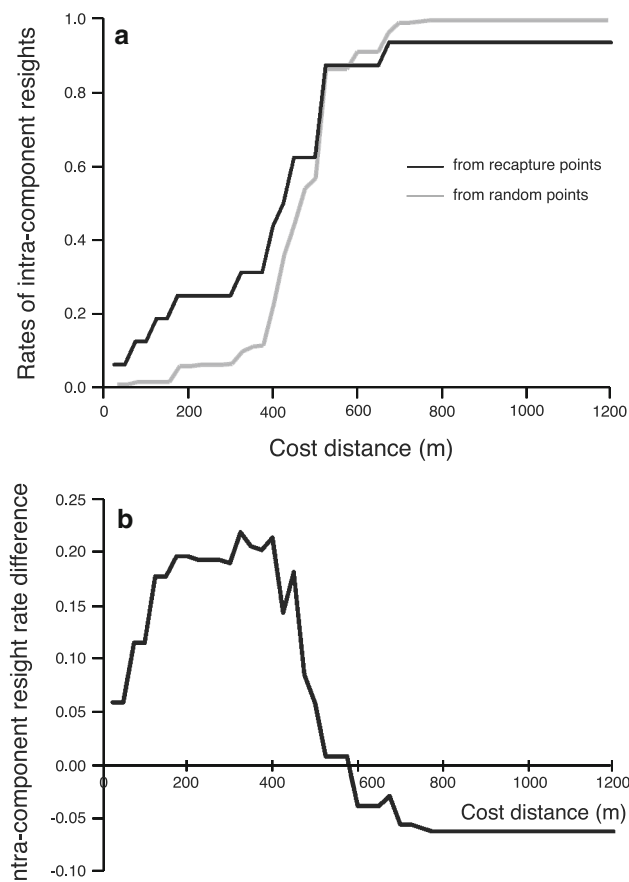 a
1.0
0.8
0.6
0.4
0.2
0.0
Rates of intra-component resights
from recapture points
from random points
0 200 400 600 800 1000 1200
Cost distance (m)
b
0.25
0.20
0.15
0.10
0.05
0.00
-0.05
-0.10
ntra-component resight rate difference
0 200 400 600 800 1000 1200
Cost distance (m)